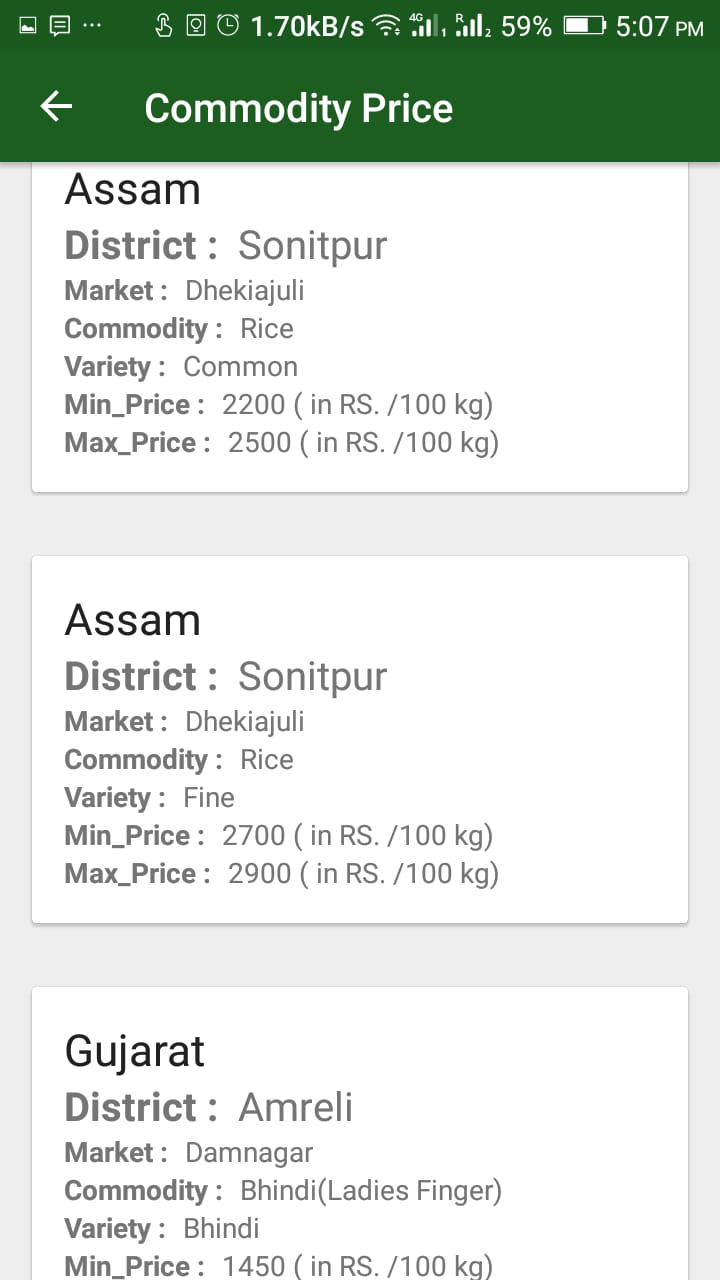 1.70kB/s 4G 1 R 2 59% 5:07 PM
Commodity Price
Assam
District : Sonitpur
Market : Dhekiajuli
Commodity : Rice
Variety : Common
Min_Price : 2200 ( in RS. /100 kg)
Max_Price : 2500 ( in RS. /100 kg)
Assam
District : Sonitpur
Market : Dhekiajuli
Commodity : Rice
Variety : Fine
Min_Price : 2700 ( in RS. /100 kg)
Max_Price : 2900 ( in RS. /100 kg)
Gujarat
District : Amreli
Market : Damnagar
Commodity : Bhindi(Ladies Finger)
Variety : Bhindi
Min_Price : 1450 ( in RS. /100 kg)